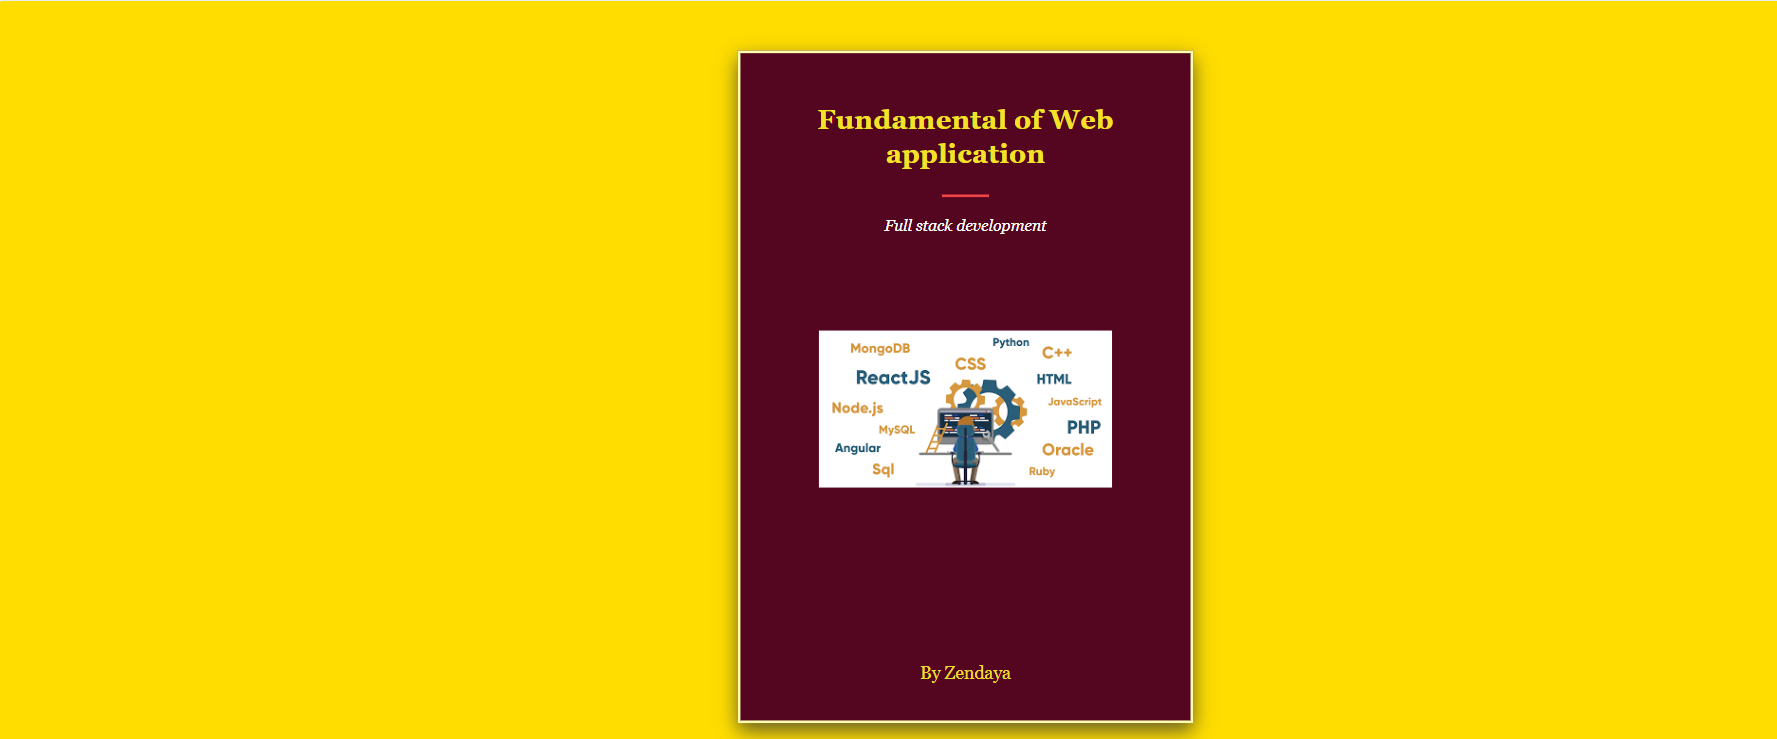 Fundamental of Web
application
Full stack development
Python
MongoDB
C++
CSS
ReactJS
HTML
JavaScript
Node.js
PHP
MySQL
Angular
Oracle
Sql
Ruby
By Zendaya